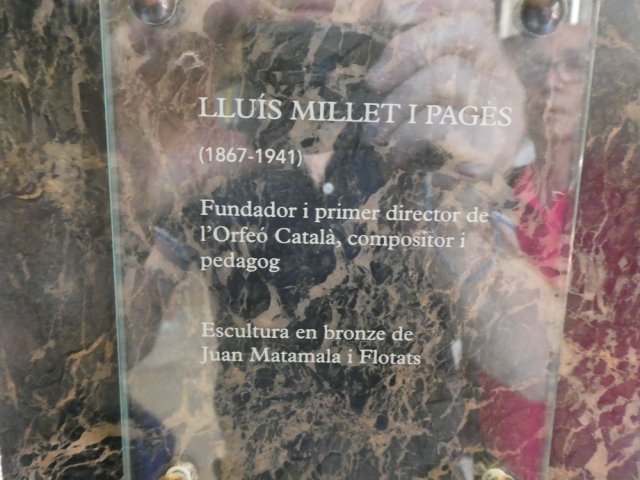 LLUÍS MILLET I PAGÈS
(1867-1941)
Fundador i primer director de
l'Orfeó Català, compositor i
pedagog
Escultura en bronze de
Juan Matamala i Flotats